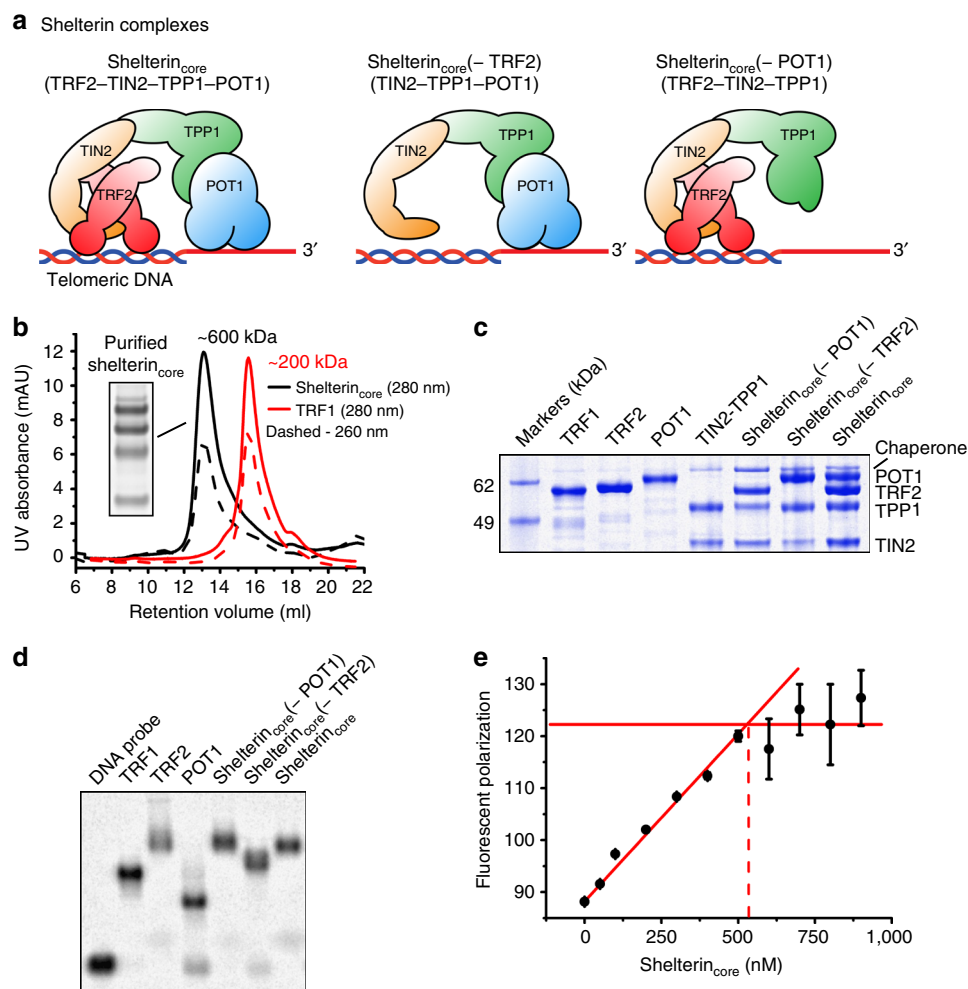 a Shelterin complexes
Shelterincore
(TRF2–TIN2–TPP1–POT1)
Shelterincore(– TRF2)
(TIN2–TPP1–POT1)
Shelterincore(– POT1)
(TRF2–TIN2–TPP1)
TIN2
TPP1
TRF2
POT1
3′
Telomeric DNA
TIN2
TPP1
POT1
3′
TIN2
TPP1
TRF2
3′
b
Purified
shelterincore
~600 kDa
~200 kDa
Shelterincore (280 nm)
TRF1 (280 nm)
Dashed - 260 nm
UV absorbance (mAU)
12
10
8
6
4
2
0
6 8 10 12 14 16 18 20 22
Retention volume (ml)
c
Markers (kDa)
TRF1
TRF2
POT1
TIN2-TPP1
Shelterincore(– POT1)
Shelterincore(– TRF2)
Shelterincore
62
49
Chaperone
POT1
TRF2
TPP1
TIN2
d
DNA probe
TRF1
TRF2
POT1
Shelterincore(– POT1)
Shelterincore(– TRF2)
Shelterincore
e
Fluorescent polarization
130
120
110
100
90
0 250 500 750 1,000
Shelterincore (nM)